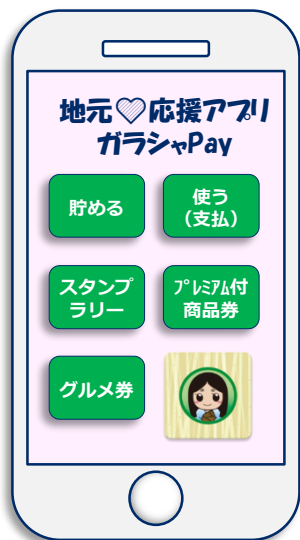 地元♡応援アプリ
ガラシャPay
貯める
使う
（支払）
スタンプ
ラリー
ﾌﾟﾚﾐｱﾑ付
商品券
グルメ券